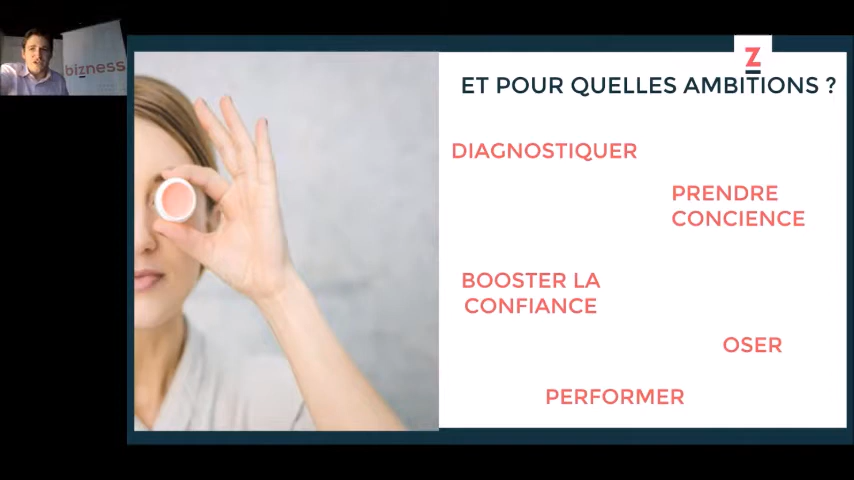 bizness
z
ET POUR QUELLES AMBITIONS ?
DIAGNOSTIQUER
PRENDRE
CONCIENCE
BOOSTER LA
CONFIANCE
OSER
PERFORMER